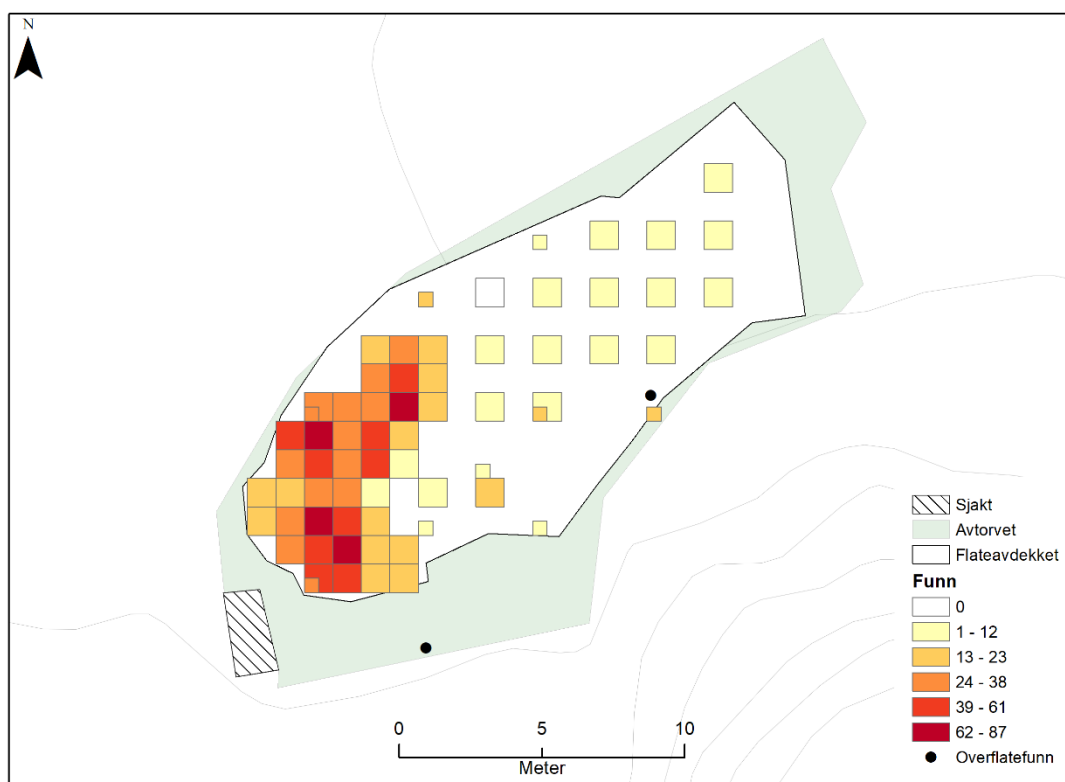 N
Sjakt
Avtorvet
Flateavdekket
Funn
0
1 - 12
13 - 23
24 - 38
39 - 61
62 - 87
Overflatefunn
0 5 10
Meter